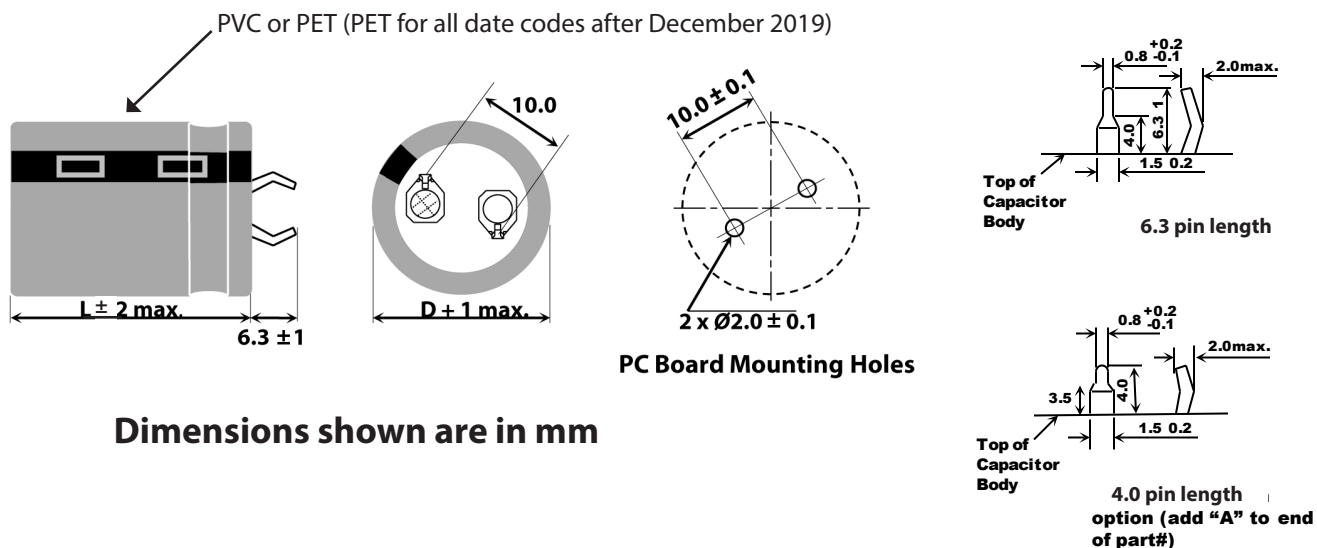 PVC or PET (PET for all date codes after December 2019)
L ± 2 max.
6.3 ±1
10.0
D + 1 max.
10.0 ± 0.1
2 x Ø2.0 ± 0.1
PC Board Mounting Holes
Dimensions shown are in mm
+0.2
0.8 -0.1
2.0max.
4.0
6.3 1
1.5 0.2
Top of
Capacitor
Body
6.3 pin length
+0.2
0.8 -0.1
2.0max.
3.5
4.0
1.5 0.2
Top of
Capacitor
Body
4.0 pin length
option (add “A” to end
of part#)